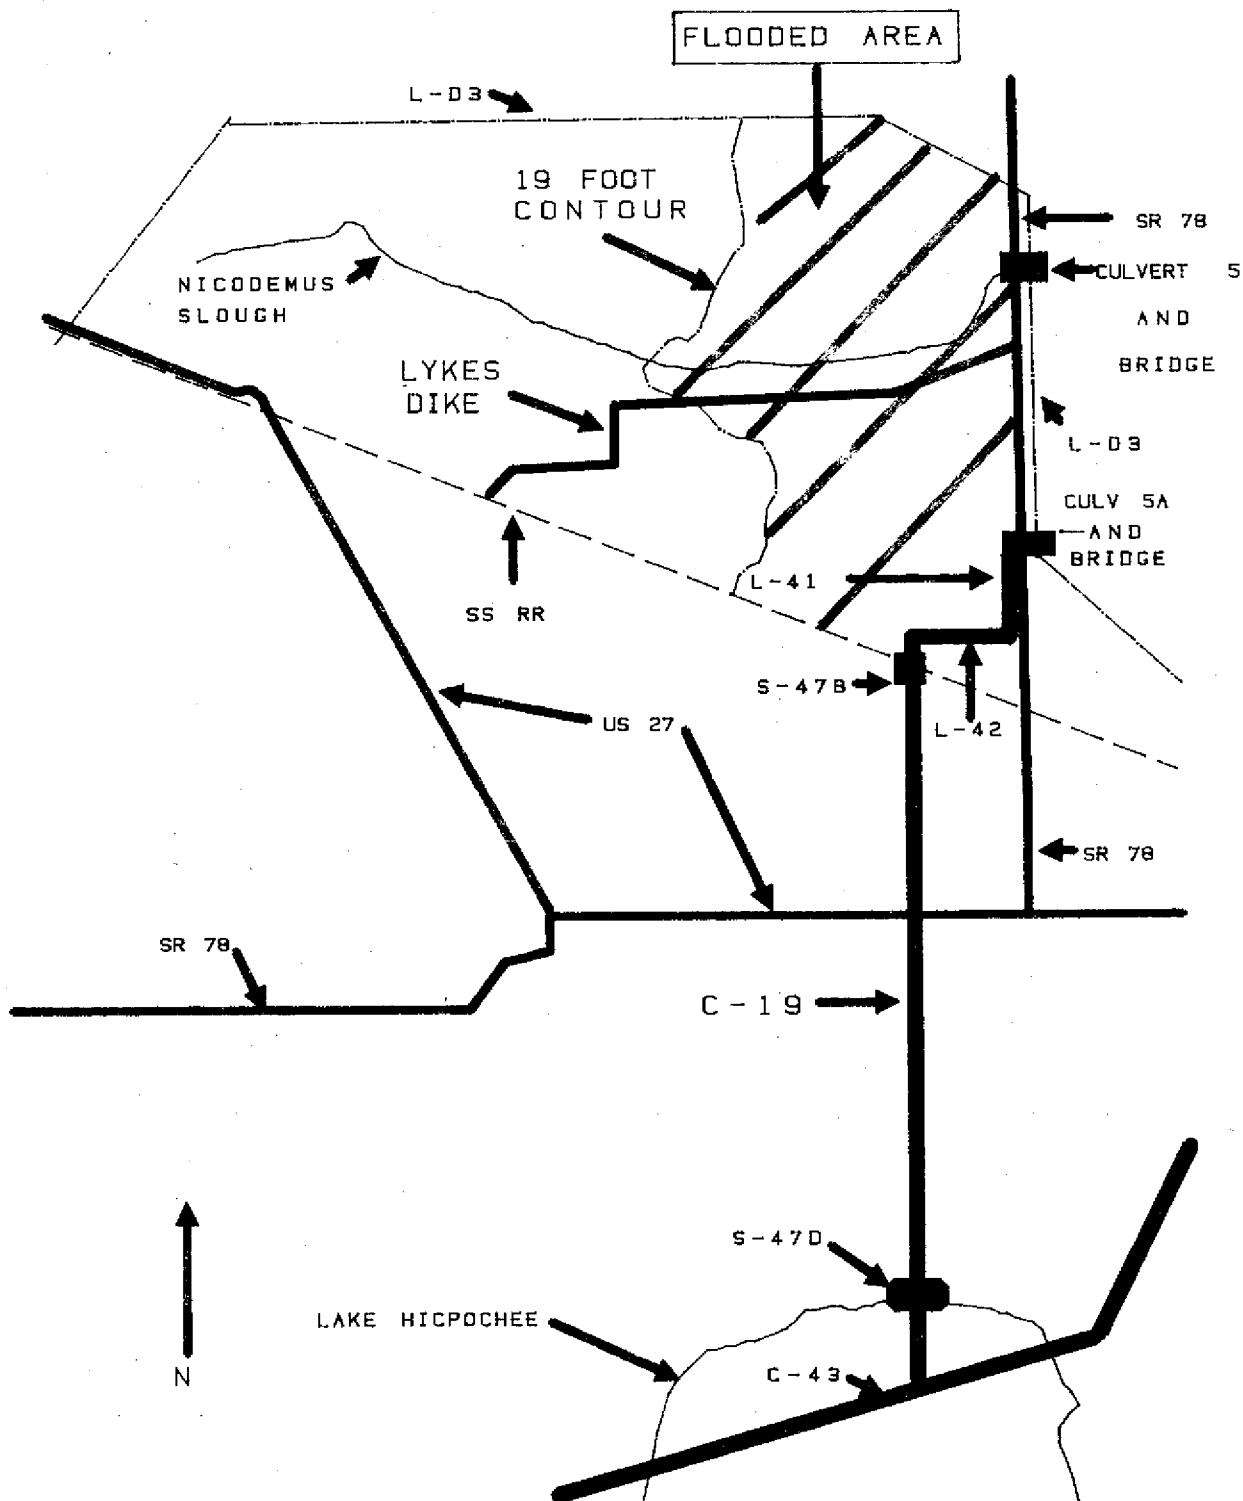 FLOODED AREA
L-D3
19 FOOT
CONTOUR
SR 78
CULVERT 5
AND
BRIDGE
NICODEMUS
SLOUGH
LYKES
DIKE
L-D3
CULV 5A
AND
BRIDGE
L-41
SS RR
S-47B
US 27
L-42
SR 78
SR 78
C-19
S-47D
LAKE HICPOCHEE
C-43
N